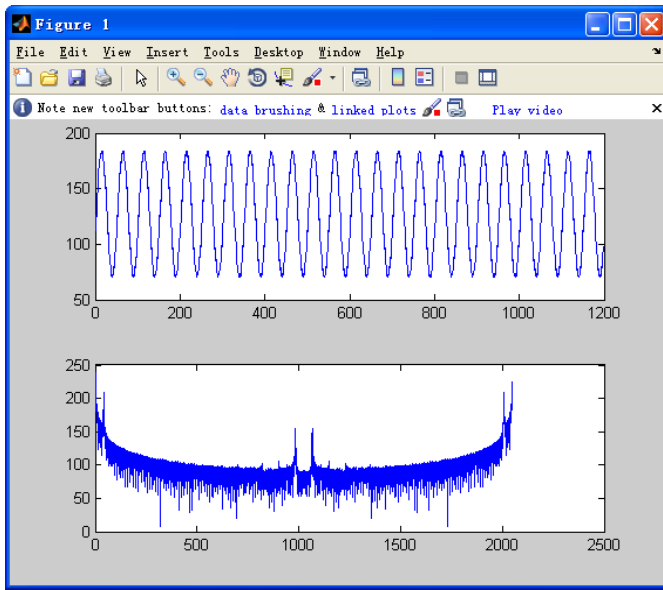 Figure 1
File Edit View Insert Tools Desktop Window Help
Note new toolbar buttons: data brushing & linked plots Play video
200
150
100
50
0 200 400 600 800 1000 1200
250
200
150
100
50
0
0 500 1000 1500 2000 2500